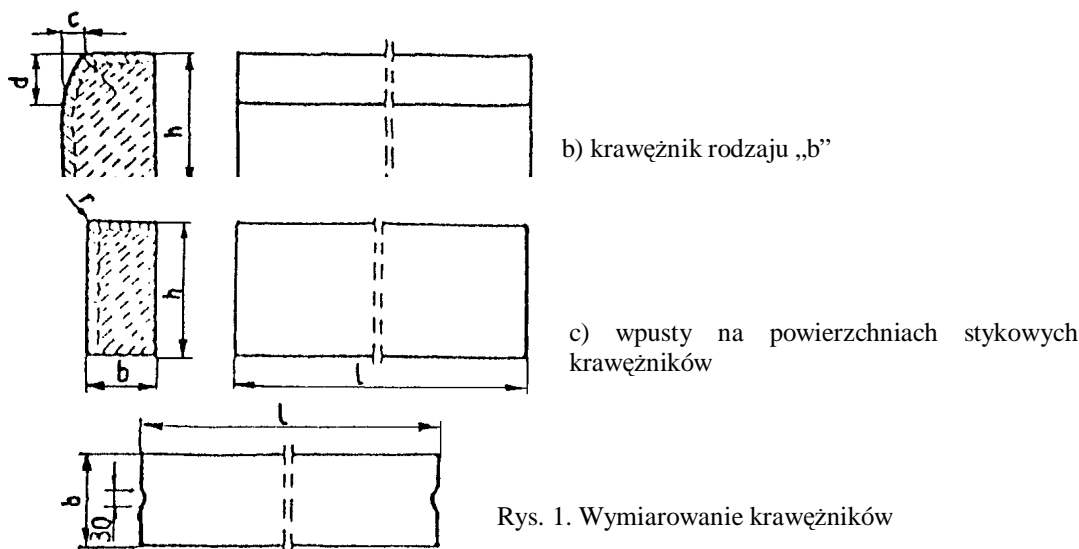 c
d
h
b) krawężnik rodzaju „b”
r
h
b
l
c) wpusty na powierzchniach stykowych
krawężników
l
b
30
Rys. 1. Wymiarowanie krawężników